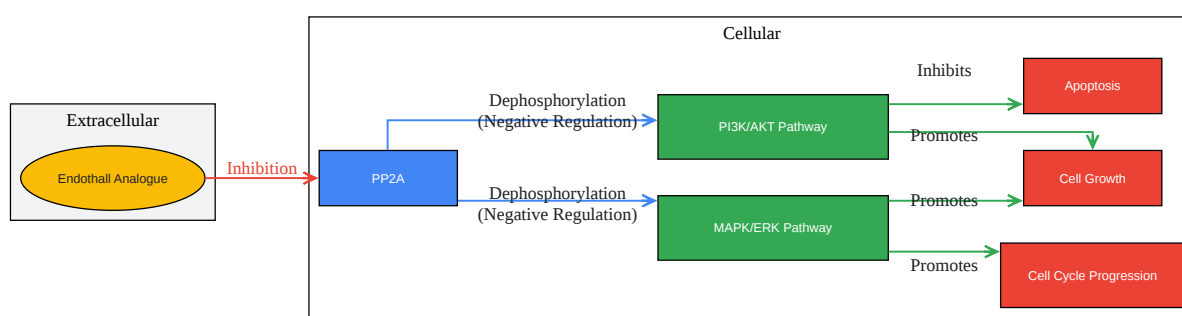 Cellular
Extracellular
Endothall Analogue
Inhibition
PP2A
Dephosphorylation
(Negative Regulation)
Dephosphorylation
(Negative Regulation)
PI3K/AKT Pathway
MAPK/ERK Pathway
Inhibits
Promotes
Promotes
Promotes
Apoptosis
Cell Growth
Cell Cycle Progression